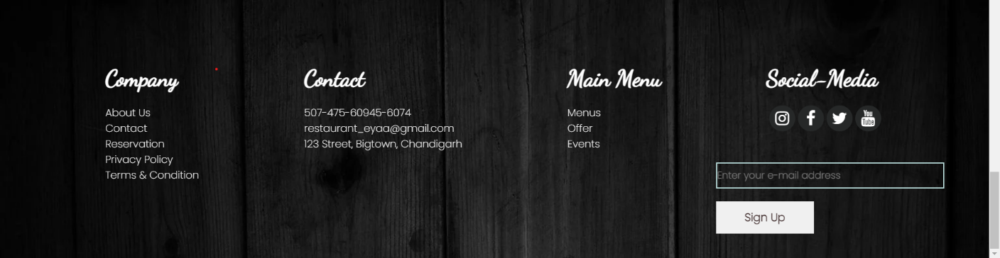 Company
About Us
Contact
Reservation
Privacy Policy
Terms & Condition
Contact
507-475-60945-6074
restaurant_eyaa@gmail.com
123 Street, Bigtown, Chandigarh
Main Menu
Menus
Offer
Events
Social-Media
You
Tube
Enter your e-mail address
Sign Up